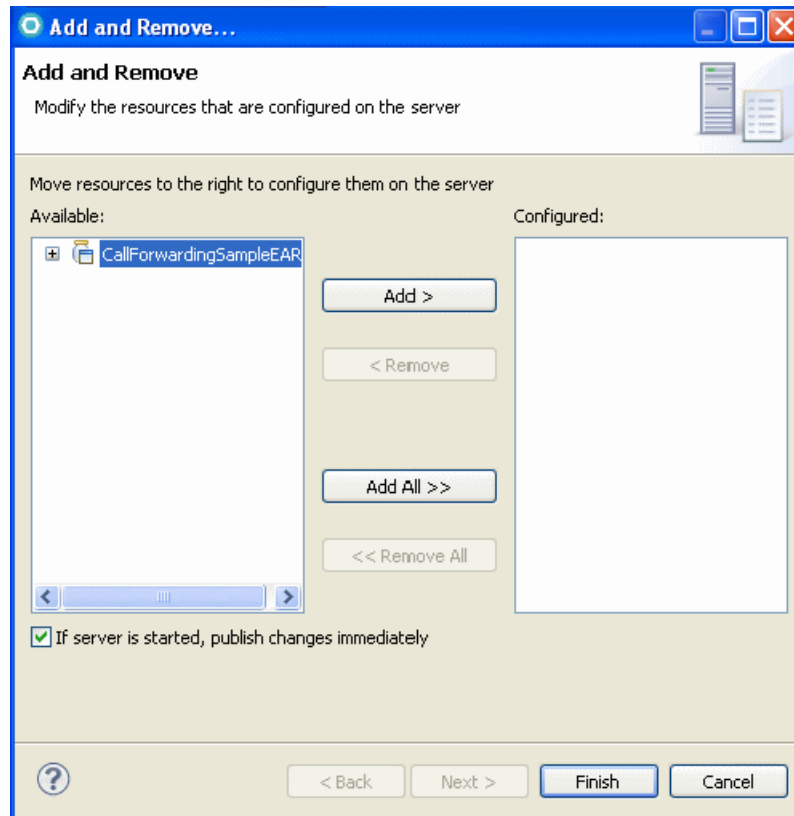 Add and Remove...
Add and Remove
Modify the resources that are configured on the server
Move resources to the right to configure them on the server
Available:
Configured:
CallForwardingSampleEAR
Add >
< Remove
Add All >>
<< Remove All
If server is started, publish changes immediately
?
< Back
Next >
Finish
Cancel